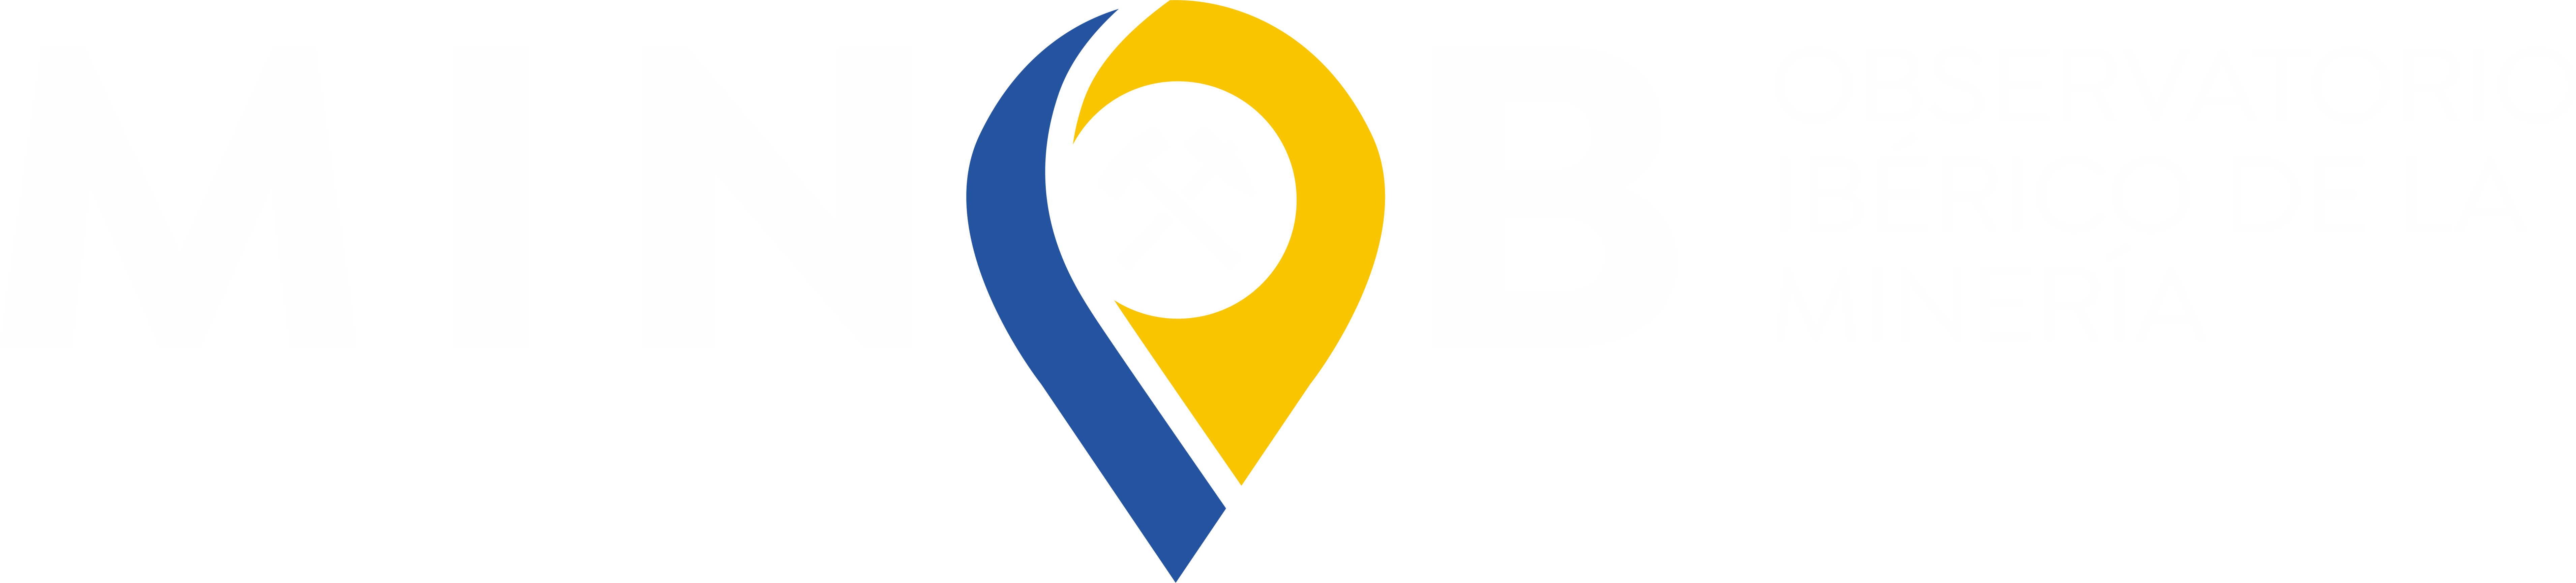 MINOB
OBSERVATORIO
IBÉRICO DE LA
MINERÍA